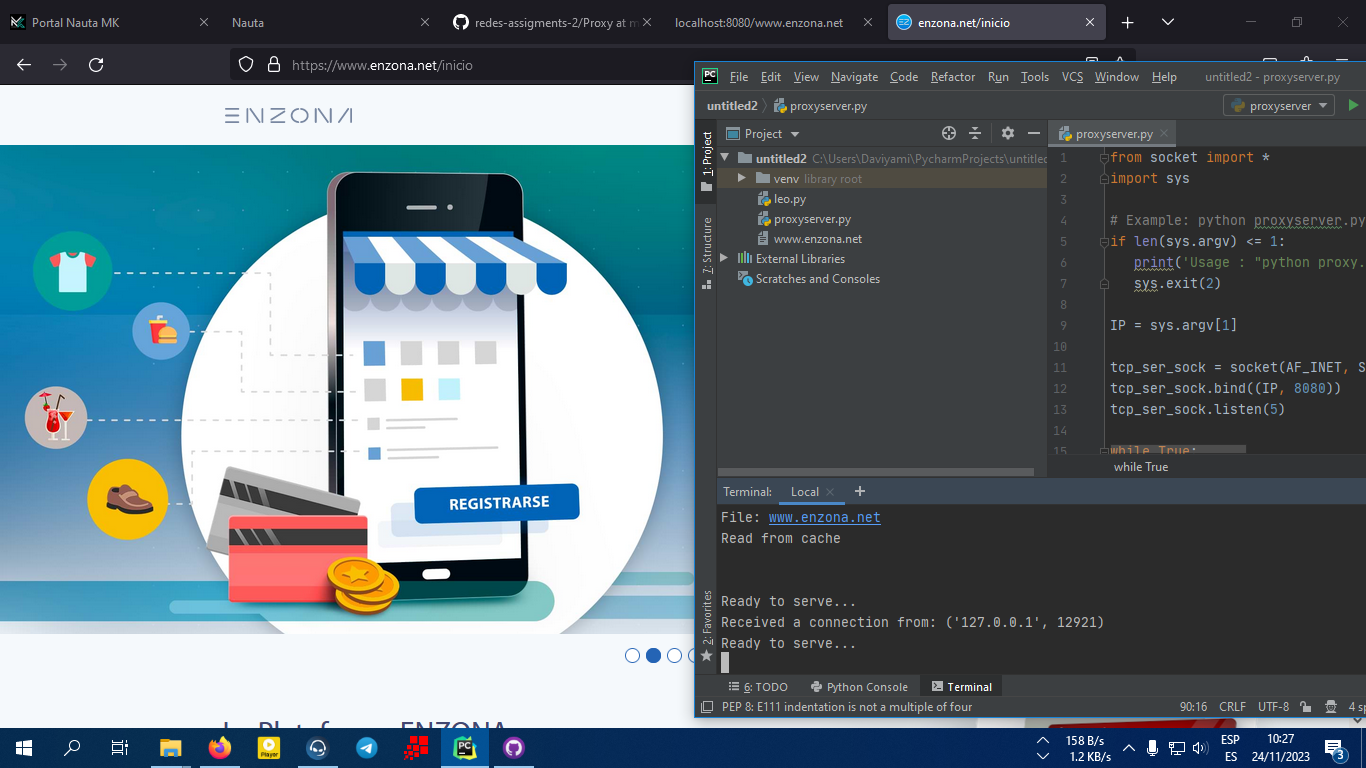 Portal Nauta MK
Nauta
redes-assigments-2/Proxy at m
localhost:8080/www.enzona.net
enzona.net/inicio
https://www.enzona.net/inicio
ENZONA
REGISTRARSE
PC
File Edit View Navigate Code Refactor Run Tools VCS Window Help
untitled2 - proxyserver.py
untitled2
proxyserver.py
proxyserver
1: Project
7: Structure
2: Favorites
Project
untitled2 C:\Users\Daviyami\PycharmProjects\untitled
venv library root
leo.py
proxyserver.py
www.enzona.net
External Libraries
Scratches and Consoles
proxyserver.py
1 from socket import *
2 import sys
3
4 # Example: python proxyserver.py
5 if len(sys.argv) <= 1:
6 print('Usage : "python proxy.
7 sys.exit(2)
8
9 IP = sys.argv[1]
10
11 tcp_ser_sock = socket(AF_INET, S
12 tcp_ser_sock.bind((IP, 8080))
13 tcp_ser_sock.listen(5)
14
15 while True:
while True
Terminal: Local
File: www.enzona.net
Read from cache
Ready to serve...
Received a connection from: ('127.0.0.1', 12921)
Ready to serve...
6: TODO
Python Console
Terminal
PEP 8: E111 indentation is not a multiple of four
90:16 CRLF UTF-8 4 sp
Player
PC
158 B/s
1.2 KB/s
ESP
ES
10:27
24/11/2023
3